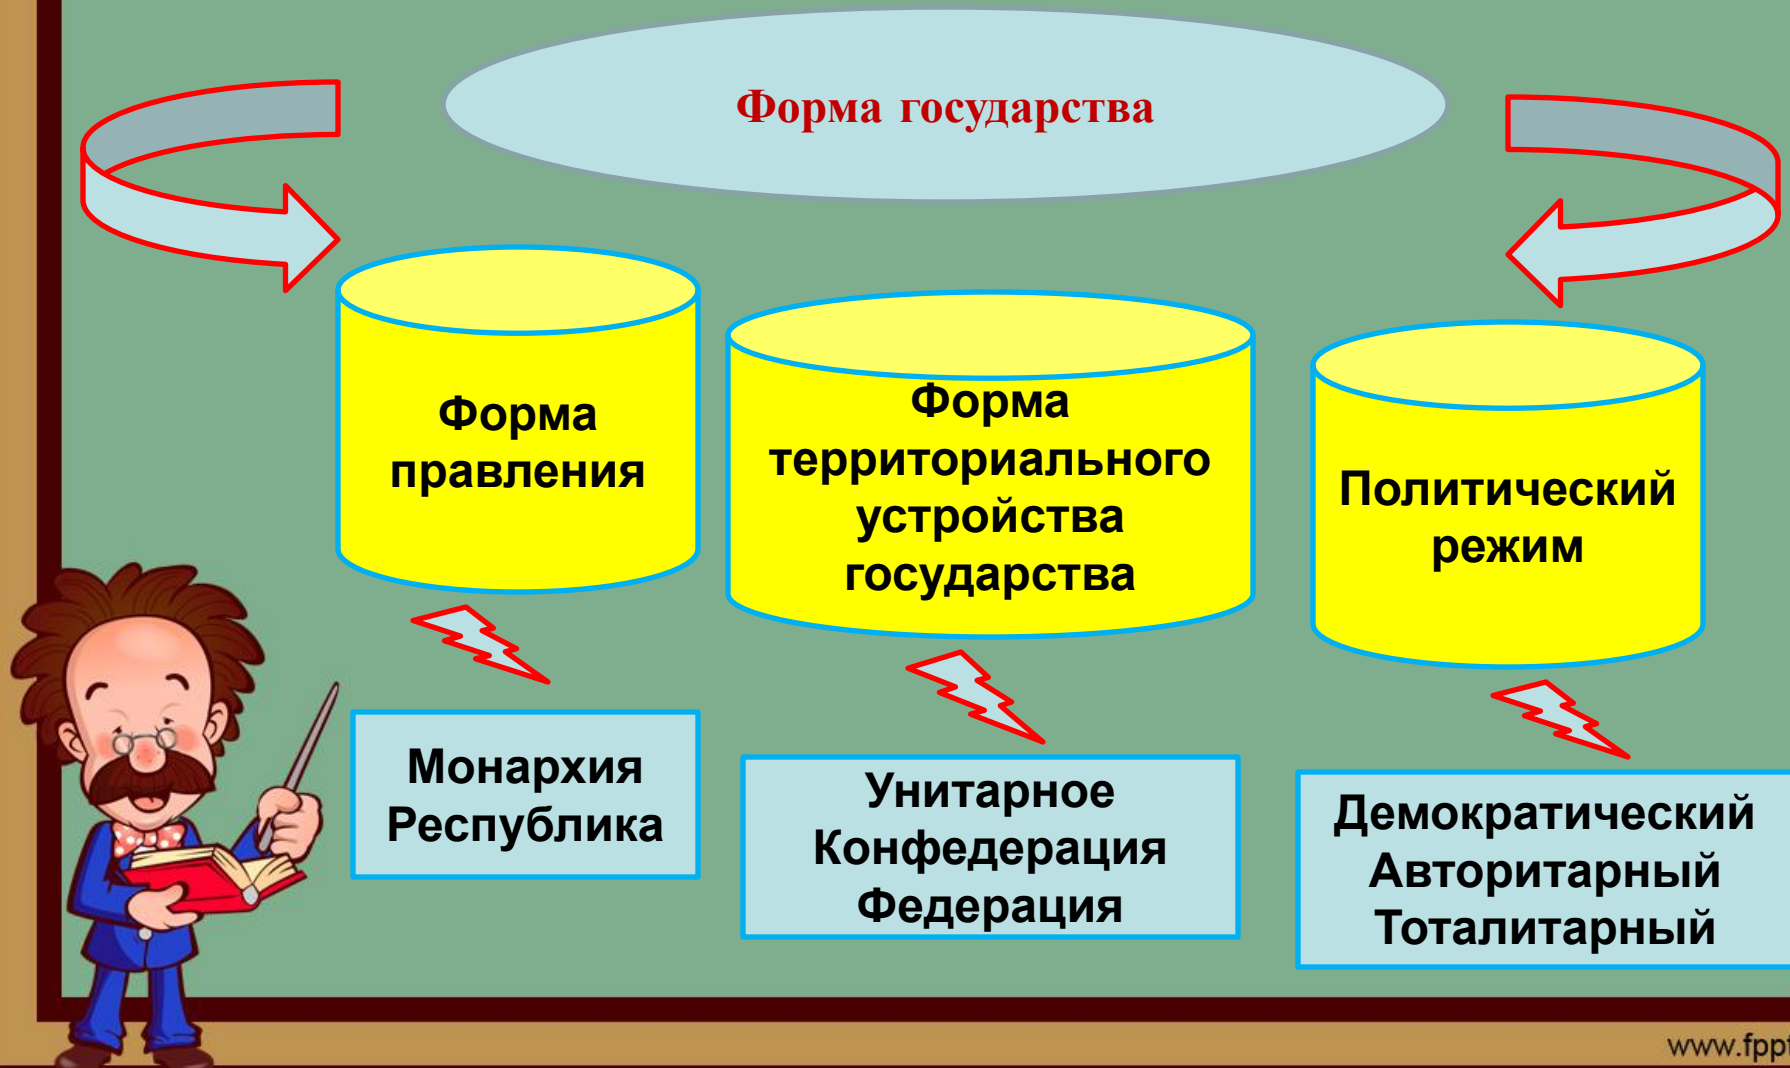 Форма государства
Форма
правления
Форма
территориального
устройства
государства
Политический
режим
Монархия
Республика
Унитарное
Конфедерация
Федерация
Демократический
Авторитарный
Тоталитарный
www.fppt